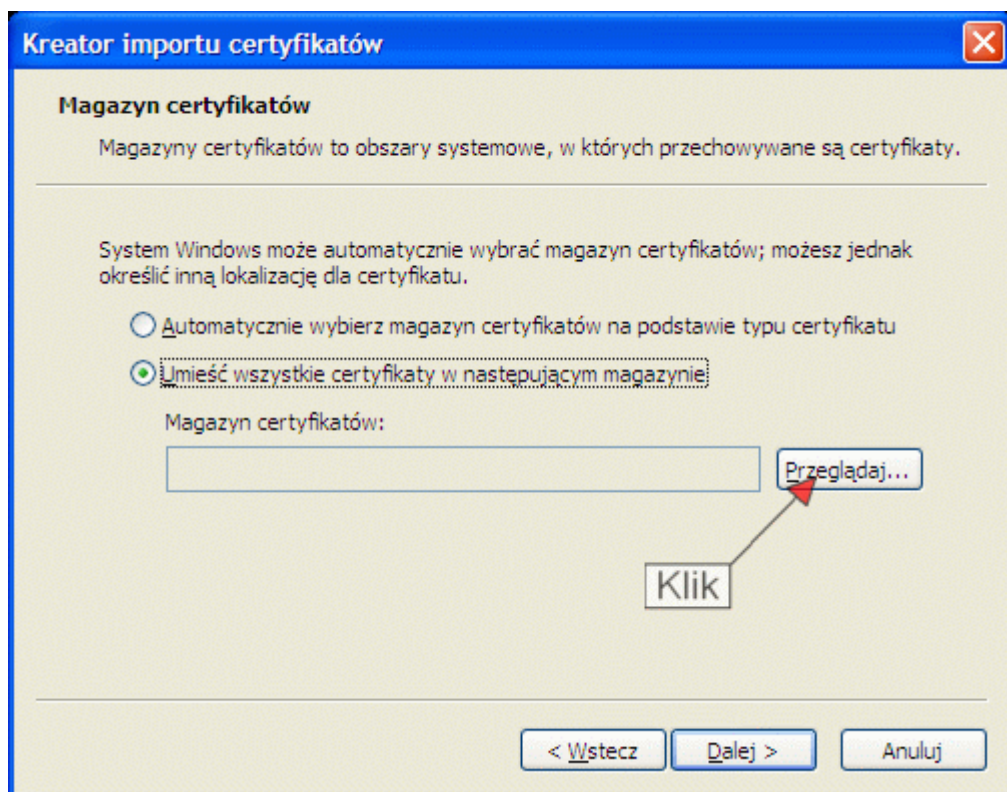 Kreator importu certyfikatów
Magazyn certyfikatów
Magazyny certyfikatów to obszary systemowe, w których przechowywane są certyfikaty.
System Windows może automatycznie wybrać magazyn certyfikatów; możesz jednak
określić inną lokalizację dla certyfikatu.
Automatycznie wybierz magazyn certyfikatów na podstawie typu certyfikatu
Umieść wszystkie certyfikaty w następującym magazynie
Magazyn certyfikatów:
Przeglądaj...
Klik
< Wstecz
Dalej >
Anuluj